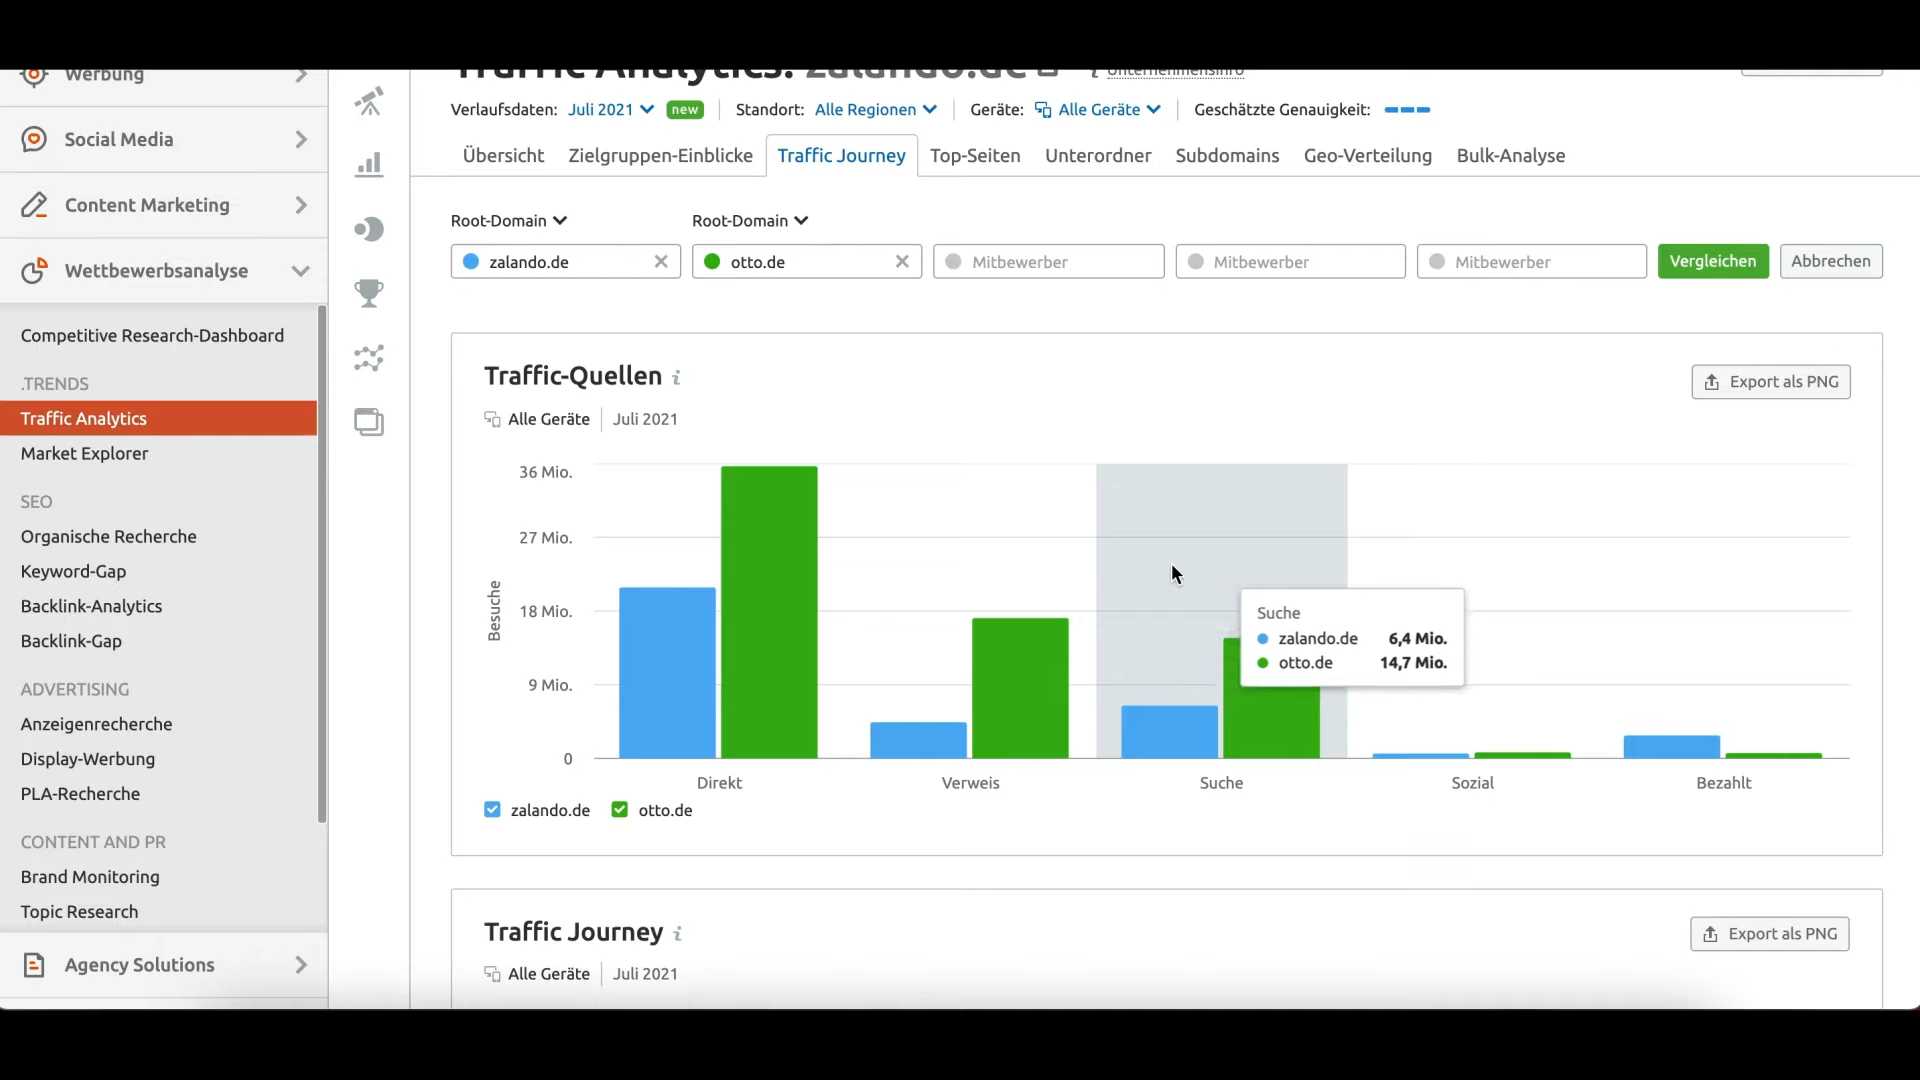 Traffic Analytics: zalando.de
Unternehmensinfo
Verlaufsdaten: Juli 2021 new Standort: Alle Regionen Geräte: Alle Geräte Geschätzte Genauigkeit:
Übersicht Zielgruppen-Einblicke Traffic Journey Top-Seiten Unterordner Subdomains Geo-Verteilung Bulk-Analyse
Root-Domain Root-Domain
zalando.de otto.de Mitbewerber Mitbewerber Mitbewerber Vergleichen Abbrechen
Werbung
Social Media
Content Marketing
Wettbewerbsanalyse
Competitive Research-Dashboard
.TRENDS
Traffic Analytics
Market Explorer
SEO
Organische Recherche
Keyword-Gap
Backlink-Analytics
Backlink-Gap
ADVERTISING
Anzeigenrecherche
Display-Werbung
PLA-Recherche
CONTENT AND PR
Brand Monitoring
Topic Research
Agency Solutions
Traffic-Quellen
Export als PNG
Alle Geräte Juli 2021
Besuche
36 Mio.
27 Mio.
18 Mio.
9 Mio.
0
Suche
zalando.de 6,4 Mio.
otto.de 14,7 Mio.
Direkt Verweis Suche Sozial Bezahlt
zalando.de otto.de
Traffic Journey
Export als PNG
Alle Geräte Juli 2021